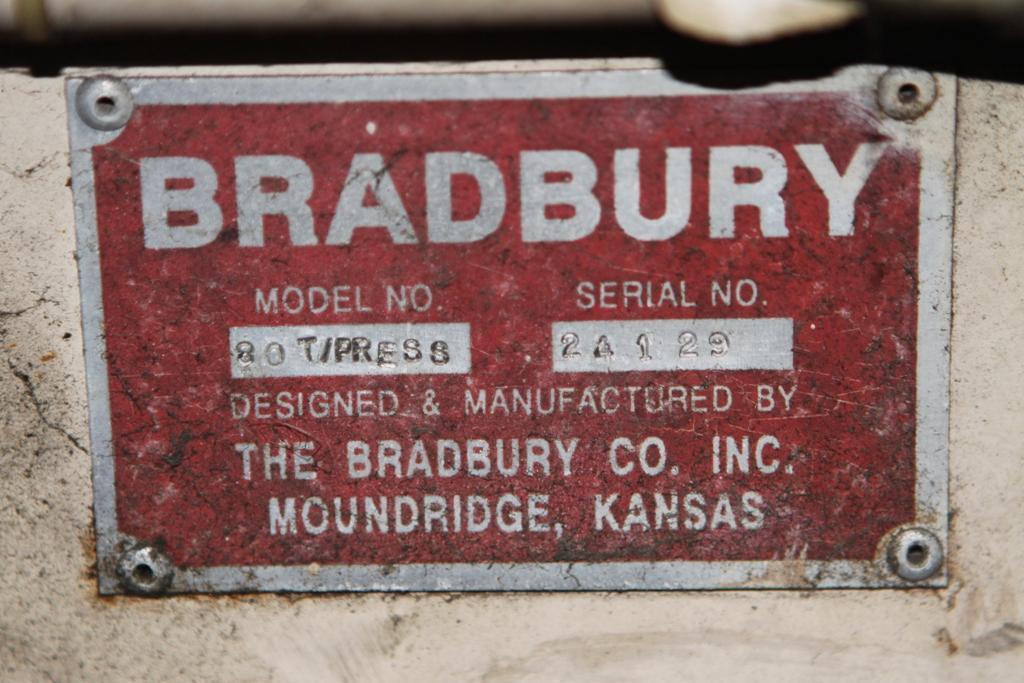 BRADBURY
MODEL NO. SERIAL NO.
80 T/PRESS 24129
DESIGNED & MANUFACTURED BY
THE BRADBURY CO. INC.
MOUNDRIDGE, KANSAS